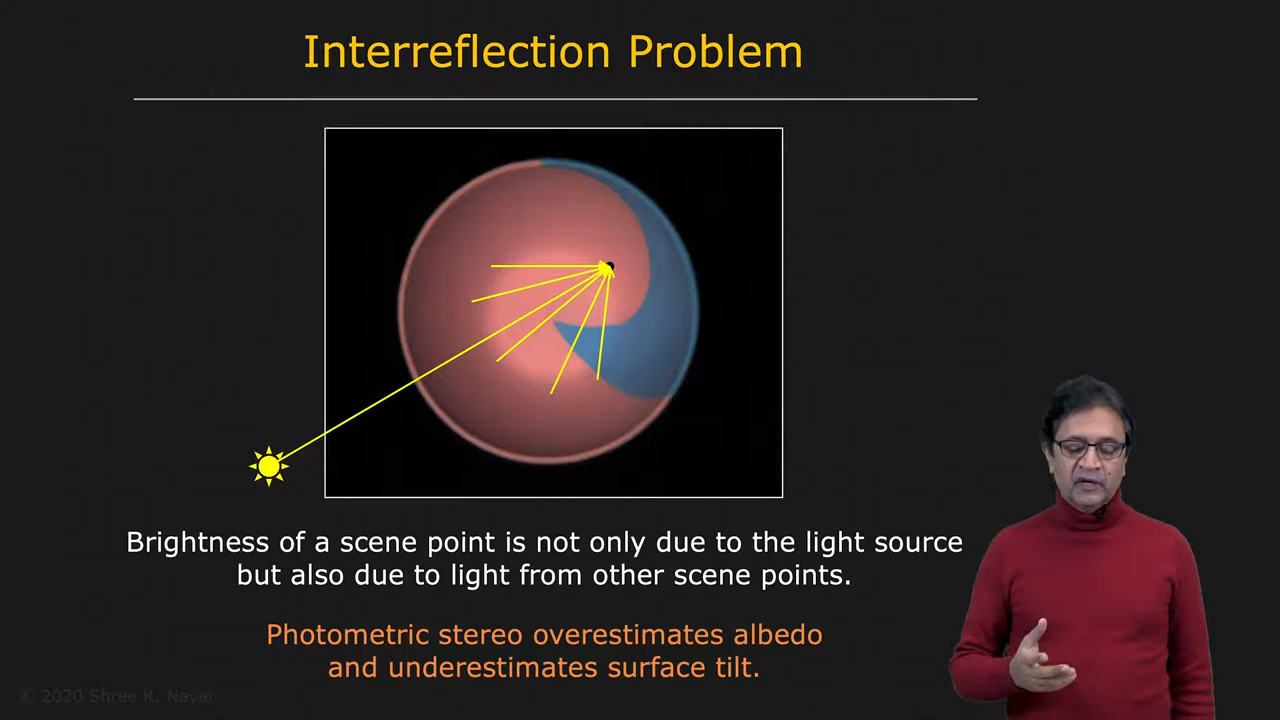 Interreflection Problem
Brightness of a scene point is not only due to the light source
but also due to light from other scene points.
Photometric stereo overestimates albedo
and underestimates surface tilt.
© 2020 Shree K. Nayar